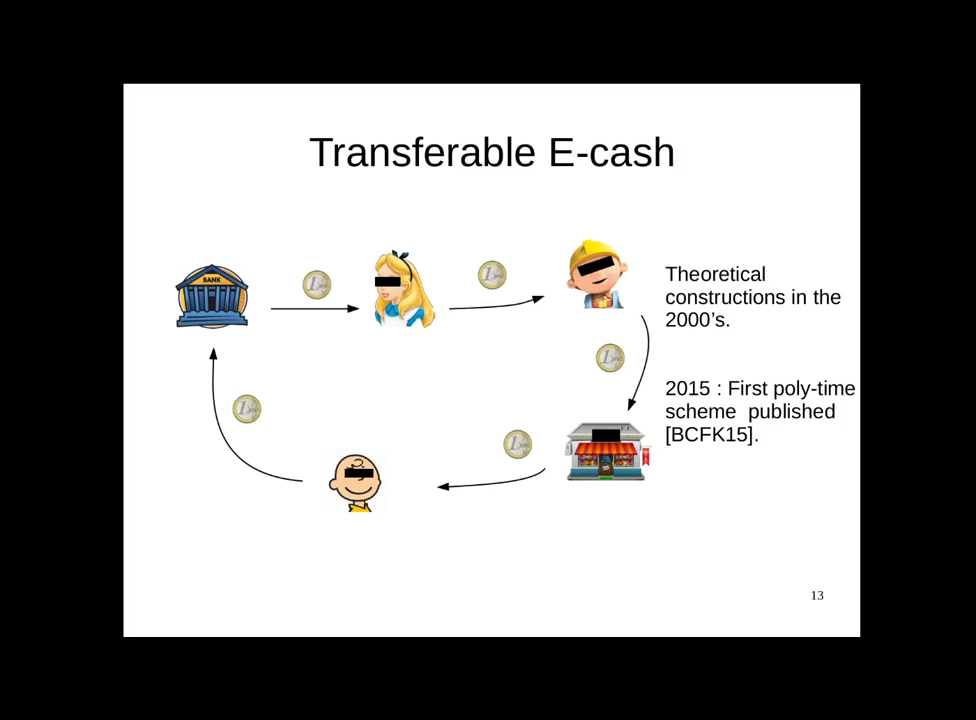 Transferable E-cash
BANK
Theoretical
constructions in the
2000's.
2015 : First poly-time
scheme  published
[BCFK15].
13